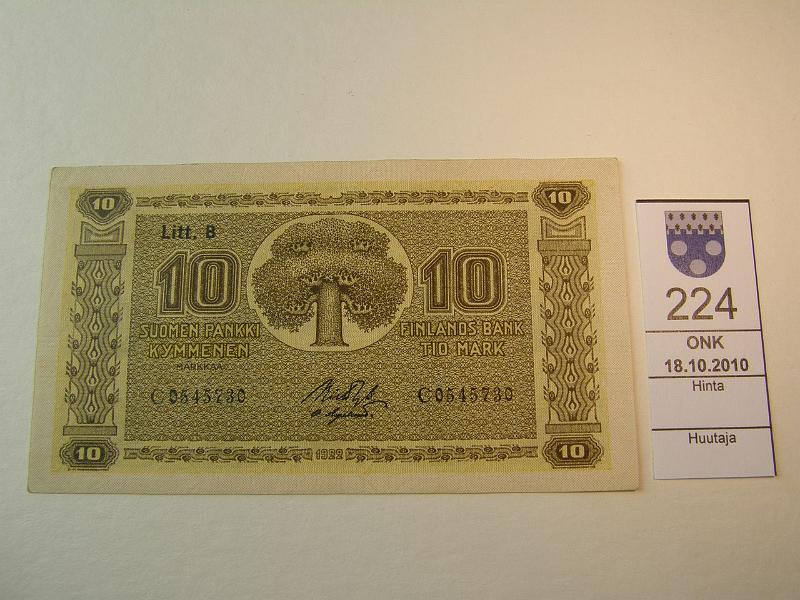 10 10
Litt. B
10 10
SUOMEN PANKKI
KYMMENEN
MARKKAA
FINLANDS BANK
TIO MARK
C0545730 C0545730
10 1922 10
224
ONK
18.10.2010
Hinta
Huutaja